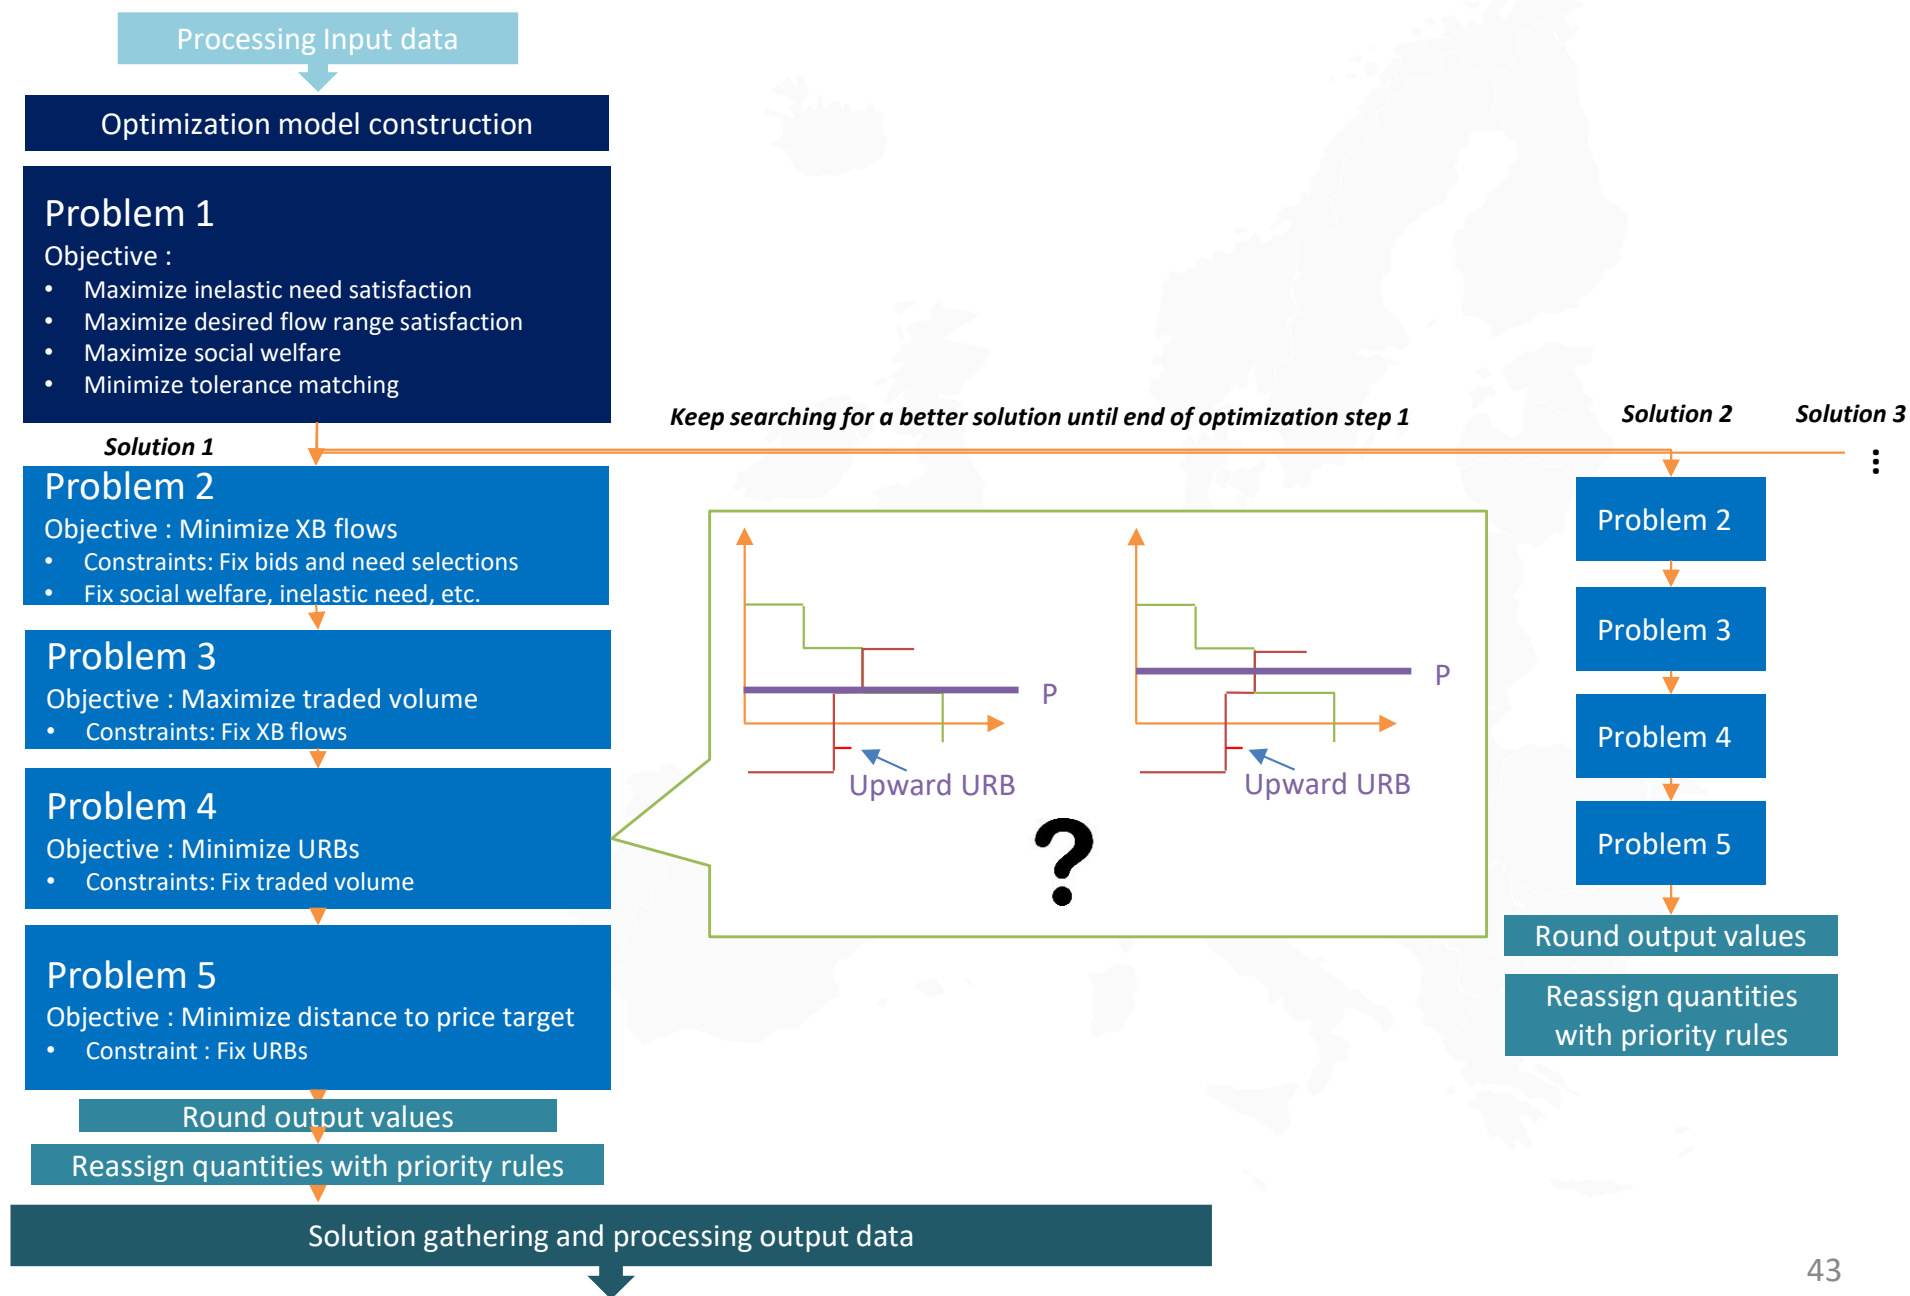 Processing Input data
Optimization model construction
Problem 1
Objective :
• Maximize inelastic need satisfaction
• Maximize desired flow range satisfaction
• Maximize social welfare
• Minimize tolerance matching
Keep searching for a better solution until end of optimization step 1
Solution 1
Solution 2
Solution 3
...
Problem 2
Objective : Minimize XB flows
• Constraints: Fix bids and need selections
• Fix social welfare, inelastic need, etc.
Problem 3
Objective : Maximize traded volume
• Constraints: Fix XB flows
Problem 4
Objective : Minimize URBs
• Constraints: Fix traded volume
Problem 5
Objective : Minimize distance to price target
• Constraint : Fix URBs
Round output values
Reassign quantities with priority rules
Solution gathering and processing output data
P
Upward URB
P
Upward URB
?
Problem 2
Problem 3
Problem 4
Problem 5
Round output values
Reassign quantities
with priority rules
43